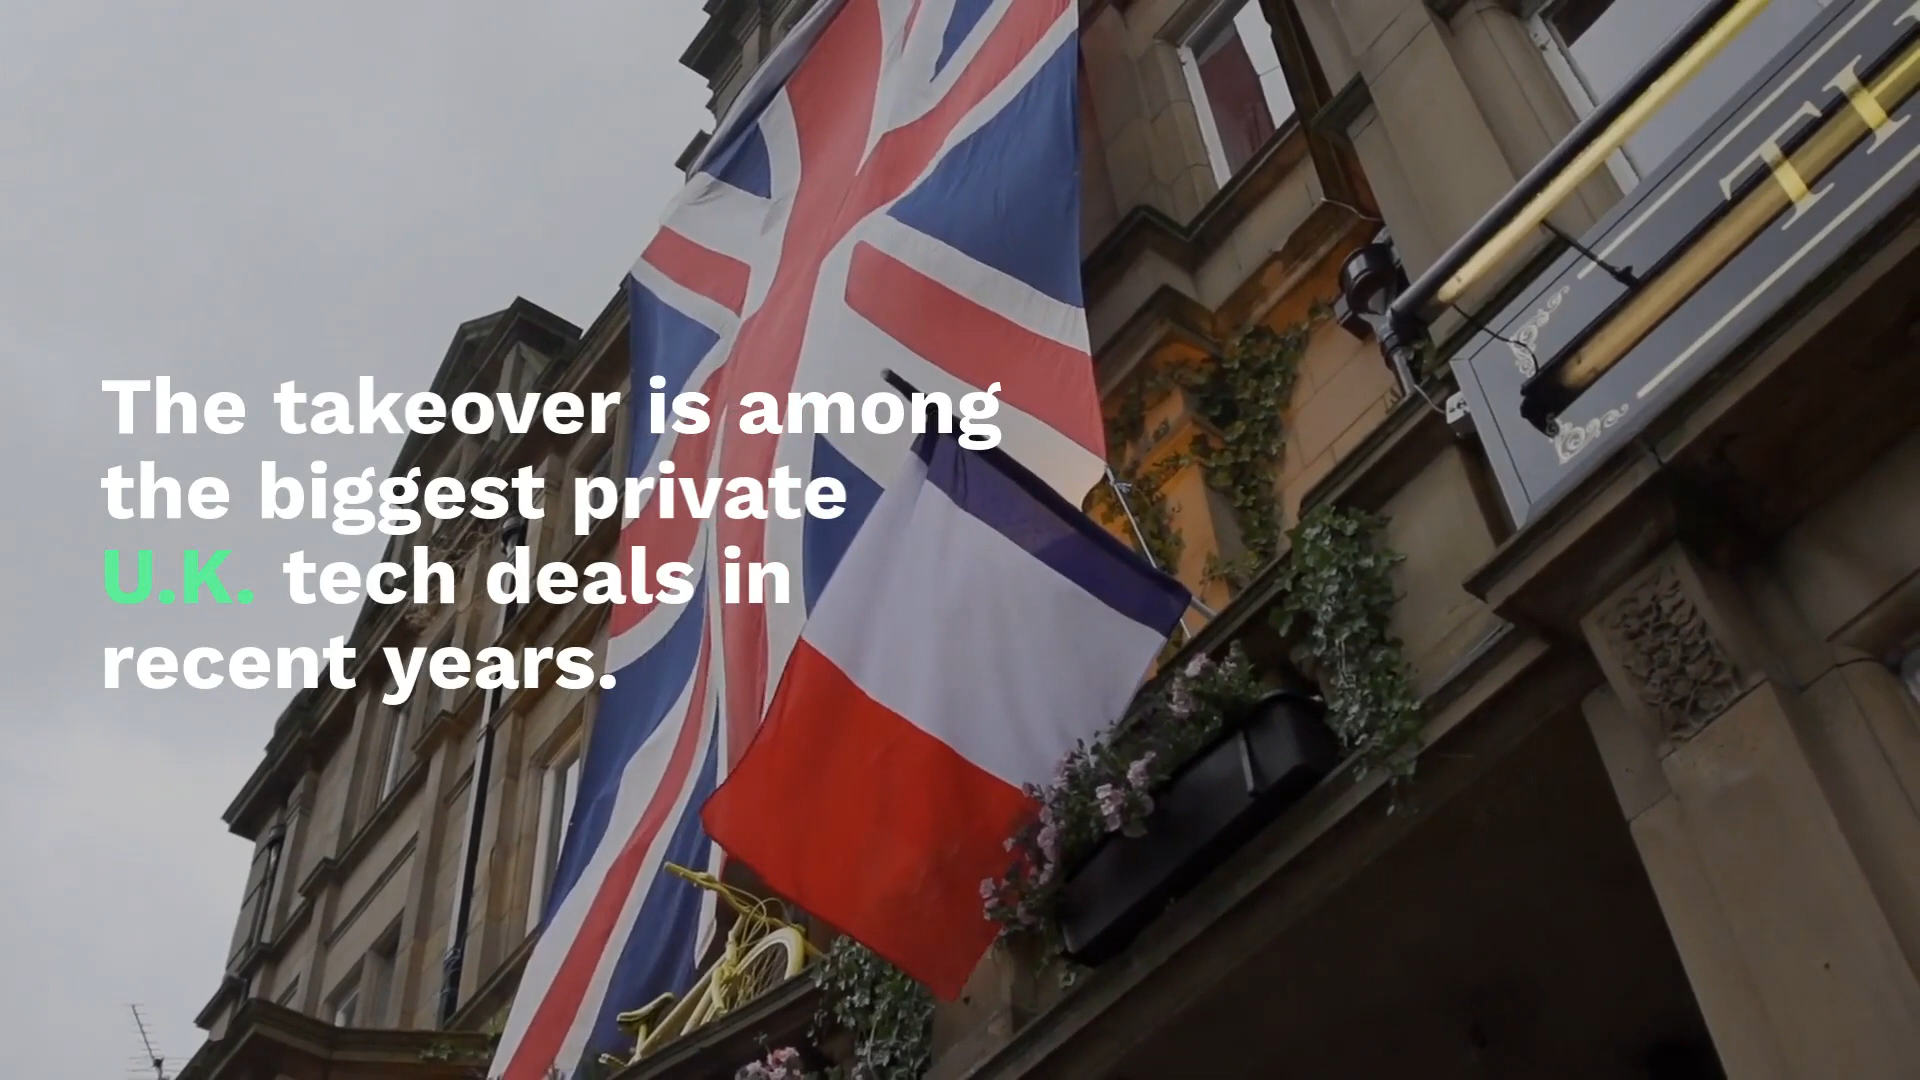 The takeover is among
the biggest private
U.K. tech deals in
recent years.